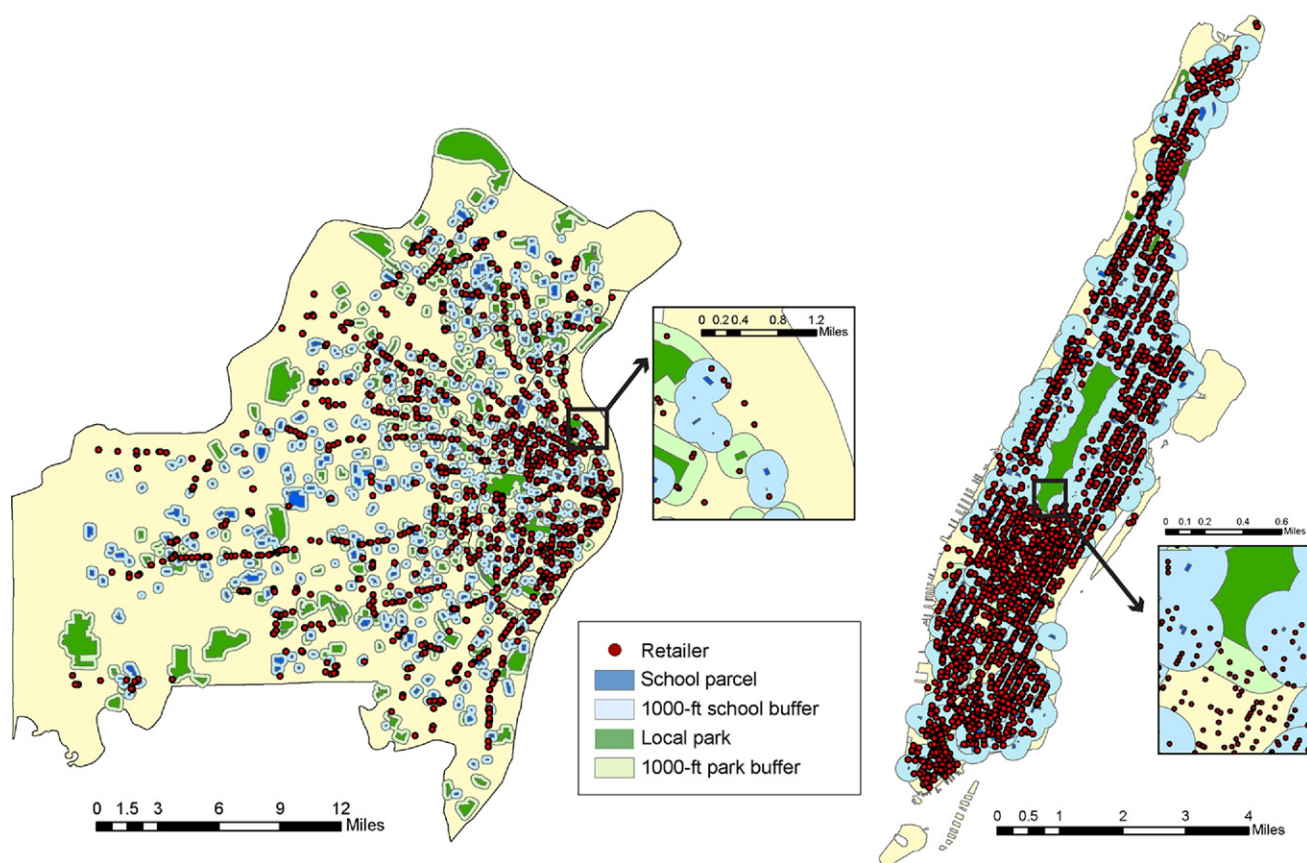 0 0.2 0.4 0.8 1.2
Miles
0 0.1 0.2 0.4 0.6
Miles
Retailer
School parcel
1000-ft school buffer
Local park
1000-ft park buffer
0 1.5 3 6 9 12
Miles
0 0.5 1 2 3 4
Miles